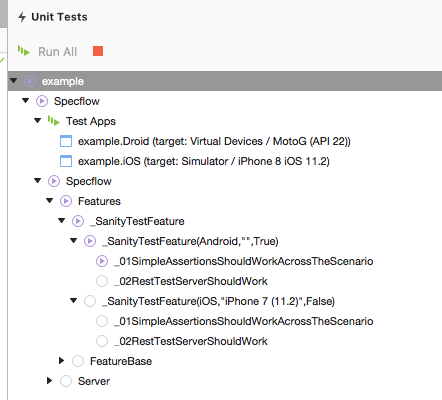 Unit Tests
Run All
example
Specflow
Test Apps
example.Droid (target: Virtual Devices / MotoG (API 22))
example.iOS (target: Simulator / iPhone 8 iOS 11.2)
Specflow
Features
_SanityTestFeature
_SanityTestFeature(Android,"",True)
_01SimpleAssertionsShouldWorkAcrossTheScenario
_02RestTestServerShouldWork
_SanityTestFeature(iOS,"iPhone 7 (11.2)",False)
_01SimpleAssertionsShouldWorkAcrossTheScenario
_02RestTestServerShouldWork
FeatureBase
Server